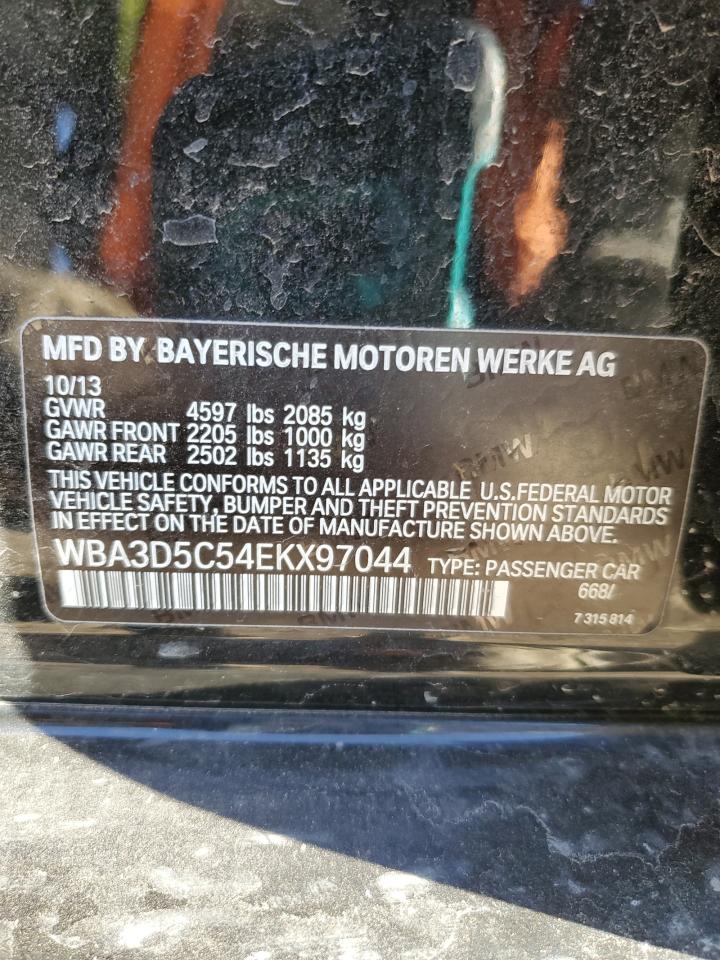 MFD BY BAYERISCHE MOTOREN WERKE AG
10/13
GVWR 4597 lbs 2085 kg
GAWR FRONT 2205 lbs 1000 kg
GAWR REAR 2502 lbs 1135 kg
THIS VEHICLE CONFORMS TO ALL APPLICABLE U.S.FEDERAL MOTOR
VEHICLE SAFETY, BUMPER AND THEFT PREVENTION STANDARDS
IN EFFECT ON THE DATE OF MANUFACTURE SHOWN ABOVE.
WBA3D5C54EKX97044 TYPE: PASSENGER CAR
668/
7 315 814